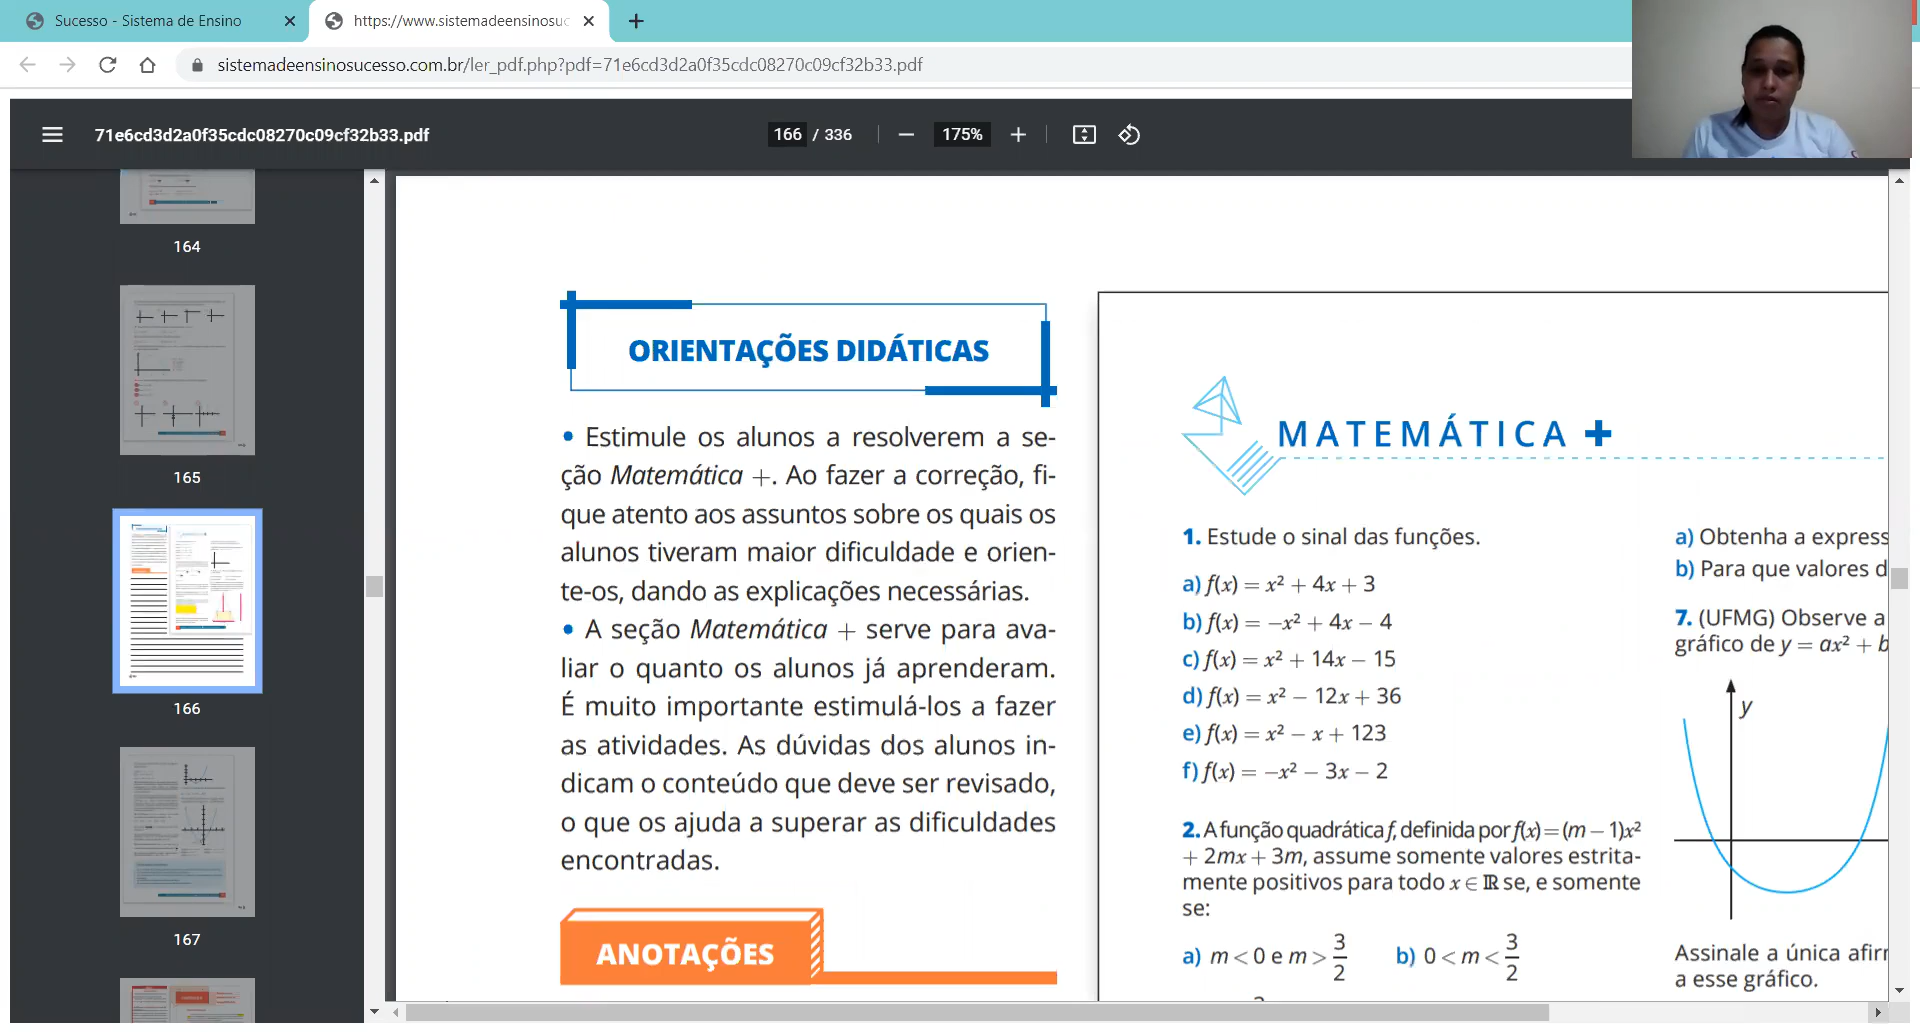 Sucesso - Sistema de Ensino
https://www.sistemadeensinosuc
sistemadeensinosucesso.com.br/ler_pdf.php?pdf=71e6cd3d2a0f35cdc08270c09cf32b33.pdf
71e6cd3d2a0f35cdc08270c09cf32b33.pdf
166 / 336
175%
164
165
166
167
ORIENTAÇÕES DIDÁTICAS
• Estimule os alunos a resolverem a se-
ção Matemática +. Ao fazer a correção, fi-
que atento aos assuntos sobre os quais os
alunos tiveram maior dificuldade e orien-
te-os, dando as explicações necessárias.
• A seção Matemática + serve para ava-
liar o quanto os alunos já aprenderam.
É muito importante estimulá-los a fazer
as atividades. As dúvidas dos alunos in-
dicam o conteúdo que deve ser revisado,
o que os ajuda a superar as dificuldades
encontradas.
ANOTAÇÕES
MATEMÁTICA +
1. Estude o sinal das funções.
a) f(x) = x² + 4x + 3
b) f(x) = −x² + 4x − 4
c) f(x) = x² + 14x − 15
d) f(x) = x² − 12x + 36
e) f(x) = x² − x + 123
f) f(x) = −x² − 3x − 2
2. A função quadrática f, definida por f(x) = (m − 1)x²
+ 2mx + 3m, assume somente valores estrita-
mente positivos para todo x ∈ ℝ se, e somente
se:
a) m < 0 e m > 3/2 b) 0 < m < 3/2
a) Obtenha a express
b) Para que valores d
7. (UFMG) Observe a
gráfico de y = ax² + b
y
Assinale a única afir
a esse gráfico.